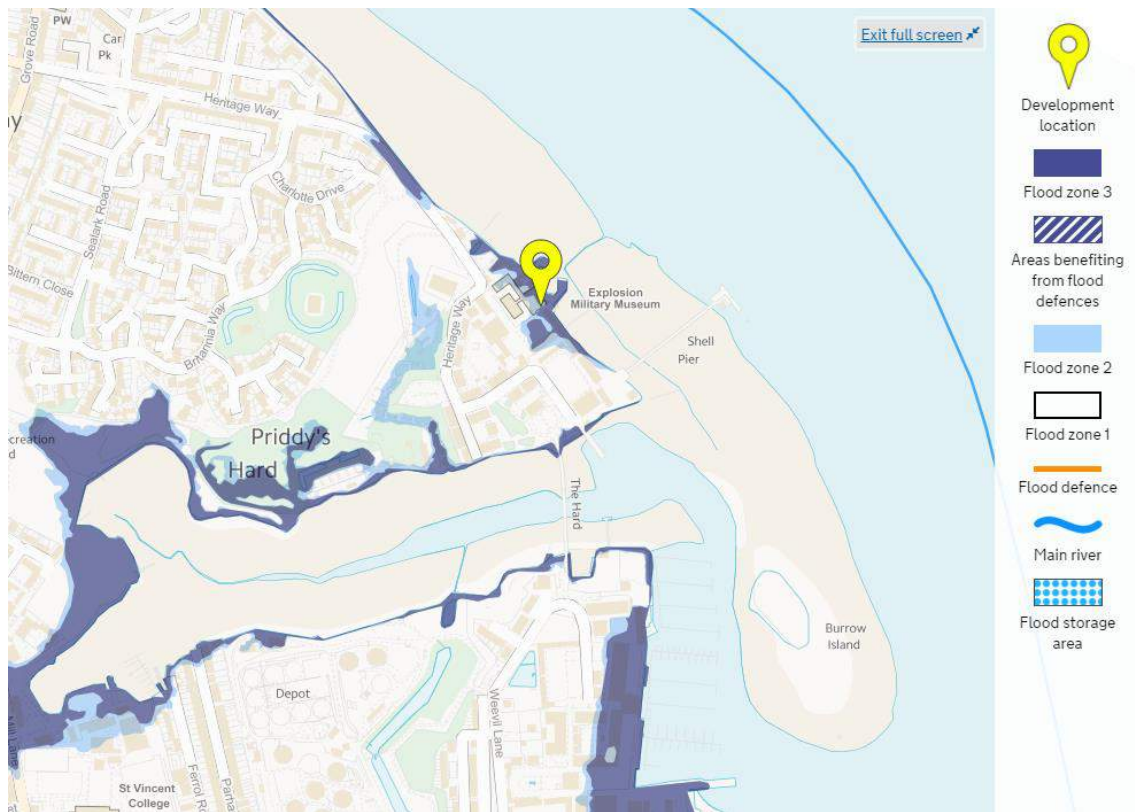 Grove Road
PW
Car
Pk
Heritage Way
Charlotte Drive
Sealark Road
Bittern Close
Britannia Way
Heritage Way
Explosion
Military Museum
Shell
Pier
Priddy's
Hard
The Hard
Burrow
Island
Depot
Weevil Lane
St Vincent
College
Exit full screen
Development
location
Flood zone 3
Areas benefiting
from flood
defences
Flood zone 2
Flood zone 1
Flood defence
Main river
Flood storage
area